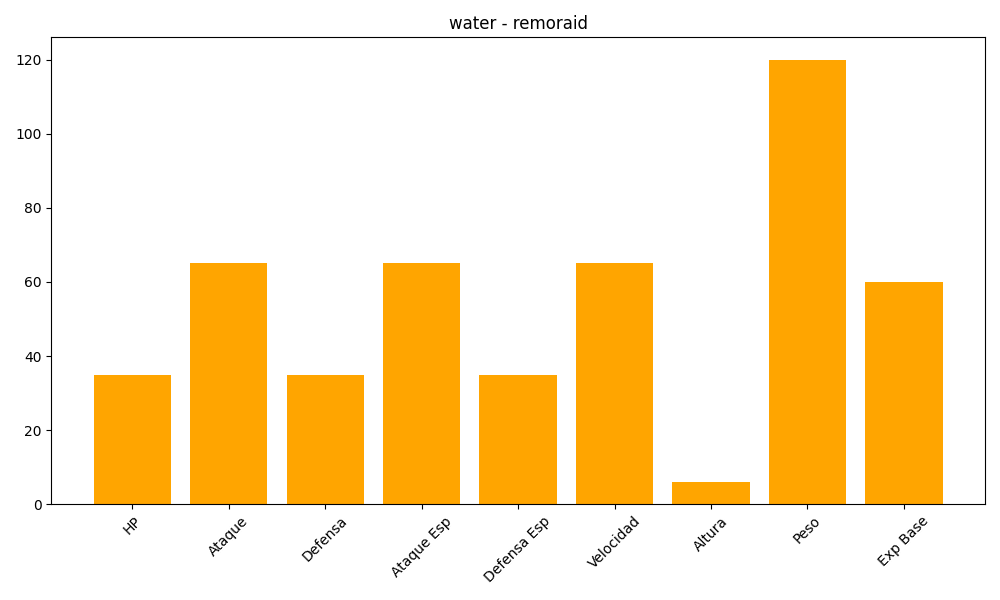 water - remoraid
120
100
80
60
40
20
0
HP
Ataque
Defensa
Ataque Esp
Defensa Esp
Velocidad
Altura
Peso
Exp Base